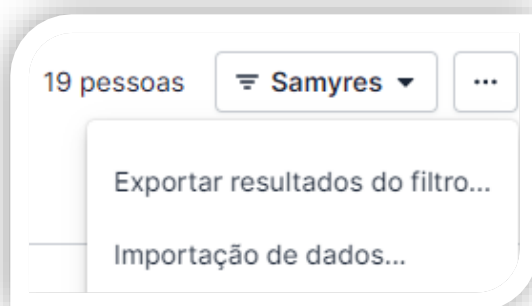 19 pessoas Samyres ...
Exportar resultados do filtro...
Importação de dados...